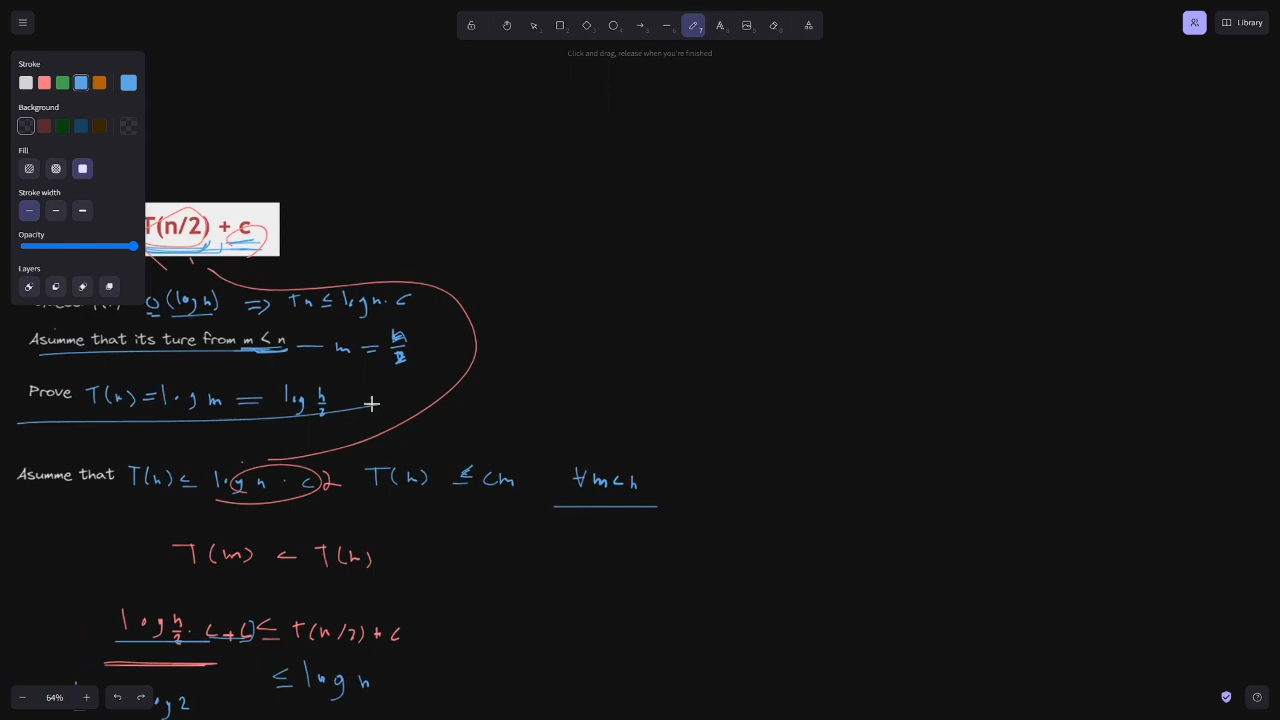 Library
Click and drag, release when you're finished
Stroke
Background
Fill
Stroke width
Opacity
Layers
T(n/2) + c
O (log n) => Tn ≤ log n · c
Asumme that its ture from m < n — m = n/2
Prove T(n) = log m = log n/2
Asumme that T(n) ≤ log n · c 2 T(n) ≤ cm ∀ m < n
T(m) < T(n)
log n/2 · c + c ≤ T(n/2) + c
≤ log n
64%